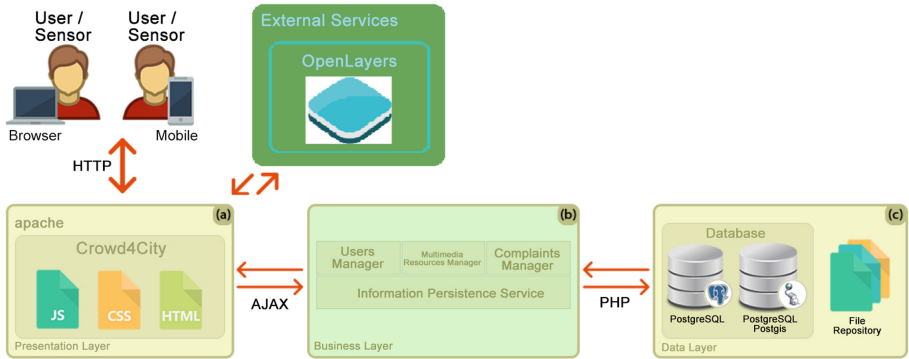 User /
Sensor
User /
Sensor
Browser
Mobile
HTTP
External Services
OpenLayers
(a)
apache
Crowd4City
JS
CSS
HTML
Presentation Layer
AJAX
(b)
Users
Manager
Multimedia
Resources Manager
Complaints
Manager
Information Persistence Service
Business Layer
PHP
(c)
Database
PostgreSQL
PostgreSQL
Postgis
File
Repository
Data Layer